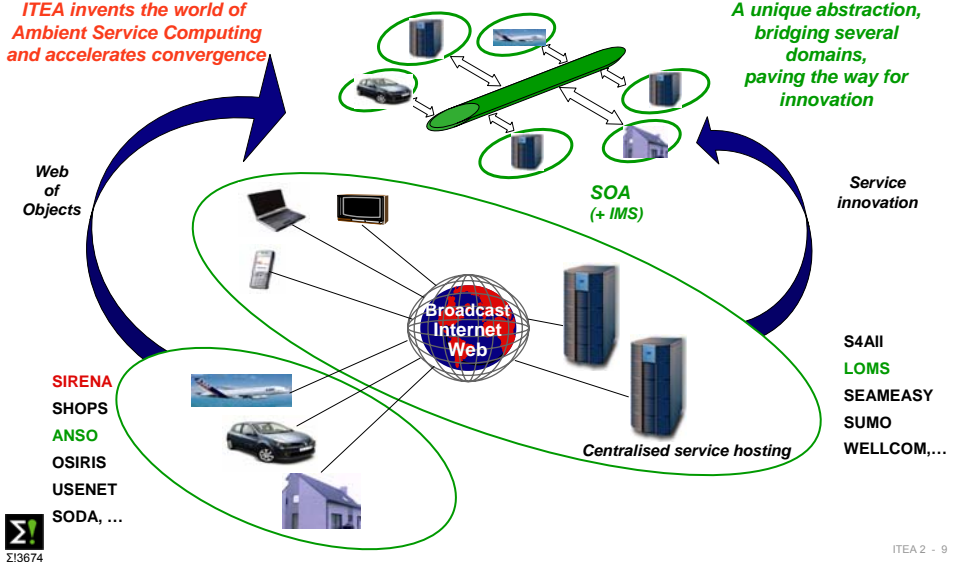 ITEA invents the world of
Ambient Service Computing
and accelerates convergence
A unique abstraction,
bridging several
domains,
paving the way for
innovation
Web
of
Objects
SOA
(+ IMS)
Service
innovation
Broadcast
Internet
Web
SIRENA
SHOPS
ANSO
OSIRIS
USENET
SODA, …
S4All
LOMS
SEAMEASY
SUMO
WELLCOM,…
Centralised service hosting
Σ!
Σ!3674
ITEA 2 - 9